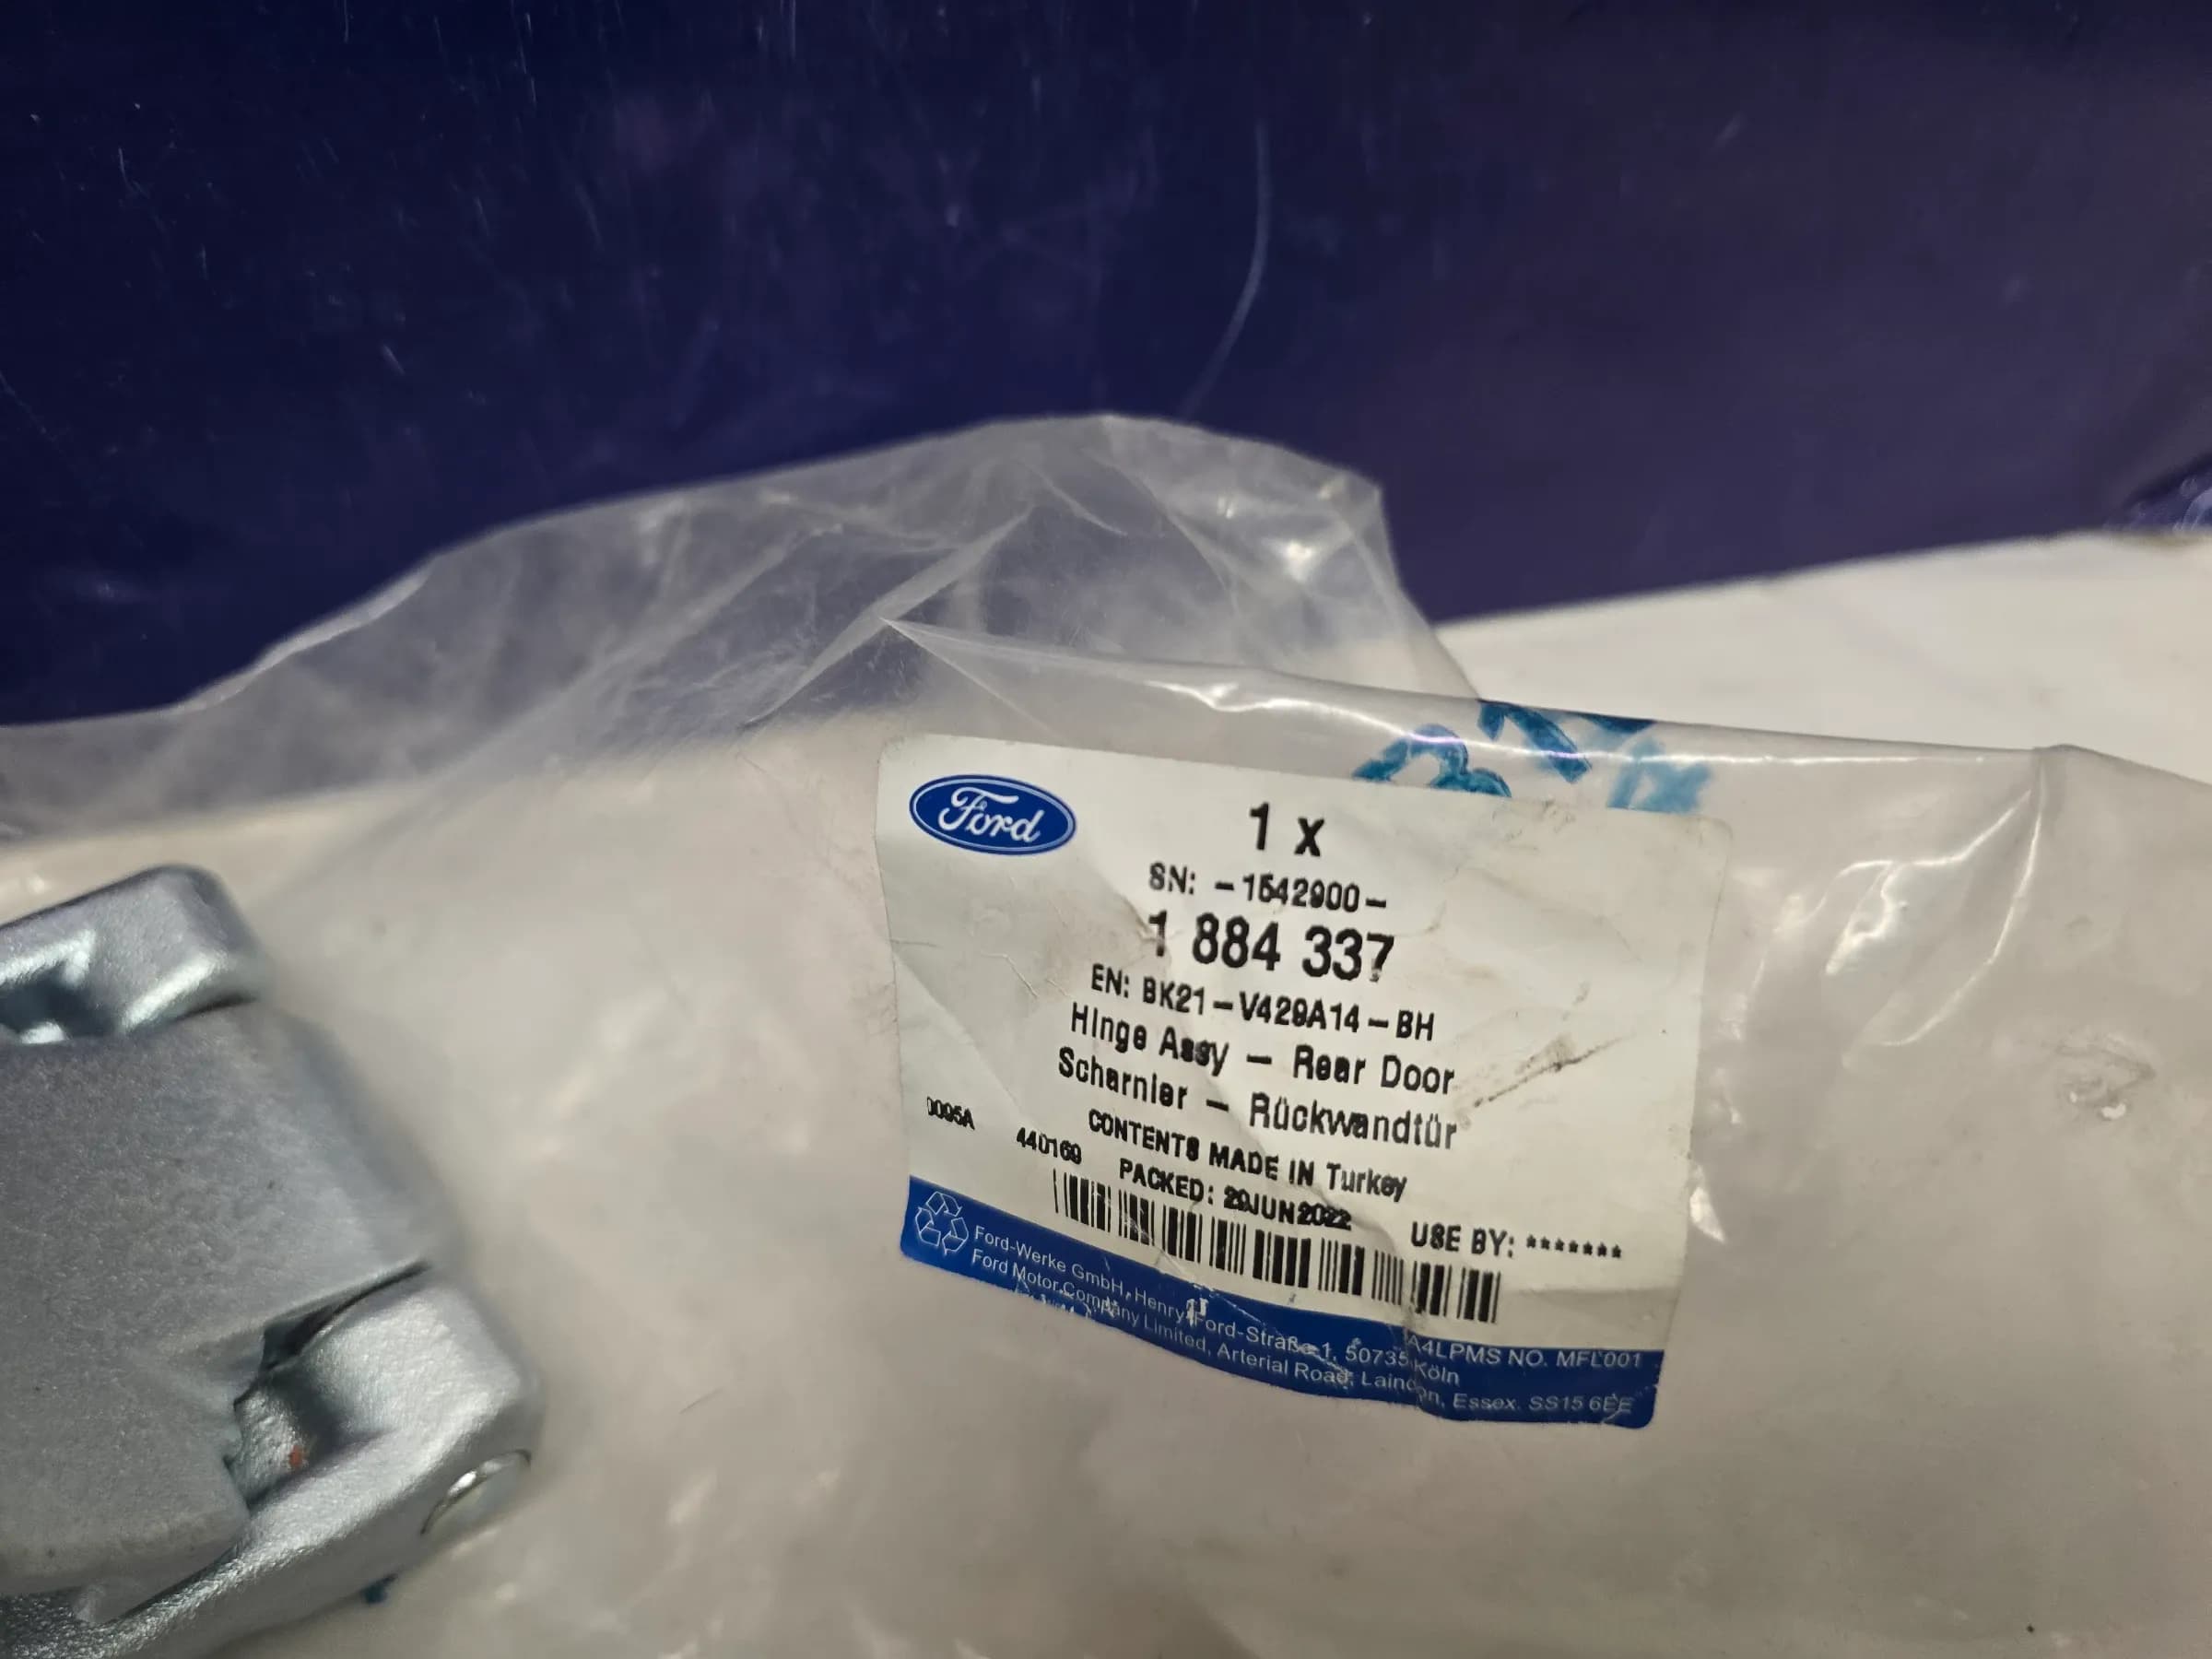 Ford
1 x
SN: -1542900-
1 884 337
EN: BK21-V429A14-BH
Hinge Assy - Rear Door
Scharnier - Rückwandtür
CONTENTS MADE IN Turkey
0095A 440169 PACKED: 29JUN2022 USE BY: *******
A4LPMS NO. MFL001
Ford-Werke GmbH, Henry-Ford-Straße 1, 50735 Köln
Ford Motor Company Limited, Arterial Road, Laindon, Essex. SS15 6EE